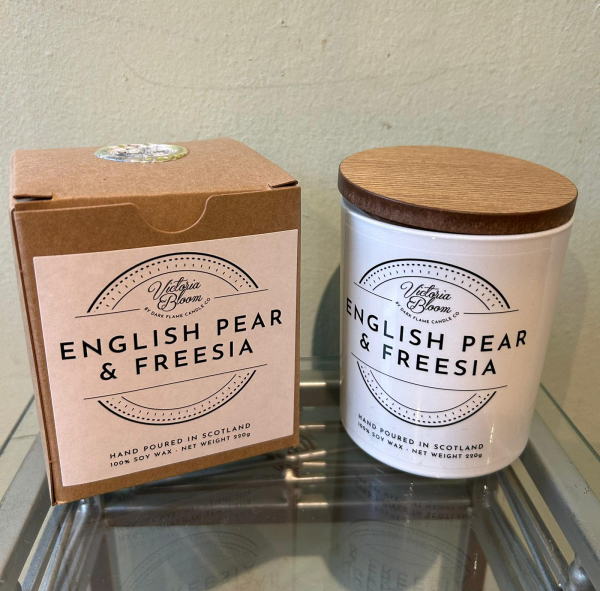 Victoria
Bloom
BY DARK FLAME CANDLE CO
ENGLISH PEAR
& FREESIA
HAND POURED IN SCOTLAND
100% SOY WAX - NET WEIGHT 220g
Victoria
Bloom
BY DARK FLAME CANDLE CO
ENGLISH PEAR
& FREESIA
HAND POURED IN SCOTLAND
100% SOY WAX - NET WEIGHT 220g